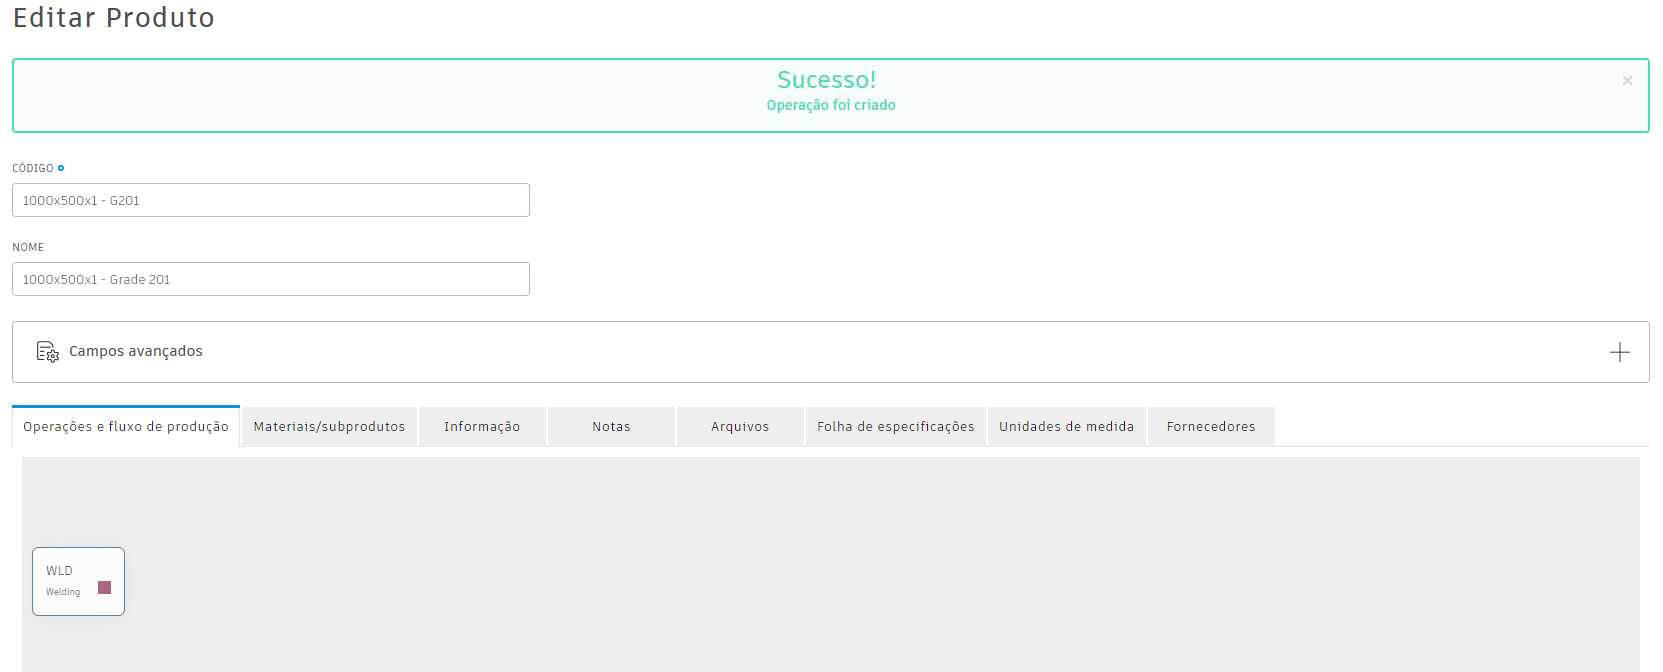 Editar Produto
Sucesso!
Operação foi criado
CÓDIGO
1000x500x1 - G201
NOME
1000x500x1 - Grade 201
Campos avançados
Operações e fluxo de produção
Materiais/subprodutos
Informação
Notas
Arquivos
Folha de especificações
Unidades de medida
Fornecedores
WLD
Welding